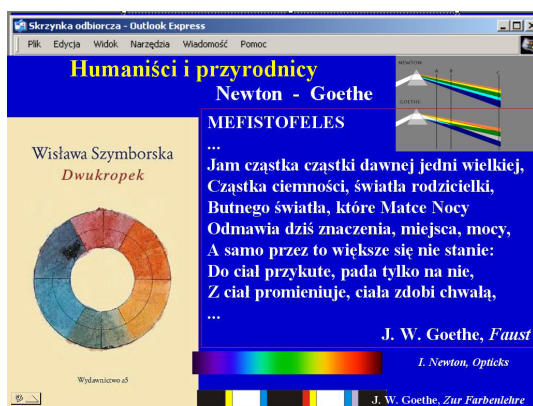 Skrzynka odbiorcza - Outlook Express
Plik Edycja Widok Narzędzia Wiadomość Pomoc
Humaniści i przyrodnicy
Newton - Goethe
NEWTON
A B C
GOETHE
MEFISTOFELES
...
Jam cząstka cząstki dawnej jedni wielkiej,
Cząstka ciemności, światła rodzicielki,
Butnego światła, które Matce Nocy
Odmawia dziś znaczenia, miejsca, mocy,
A samo przez to większe się nie stanie:
Do ciał przykute, pada tylko na nie,
Z ciał promieniuje, ciała zdobi chwałą,
...
J. W. Goethe, Faust
Wisława Szymborska
Dwukropek
Wydawnictwo a5
I. Newton, Opticks
J. W. Goethe, Zur Farbenlehre